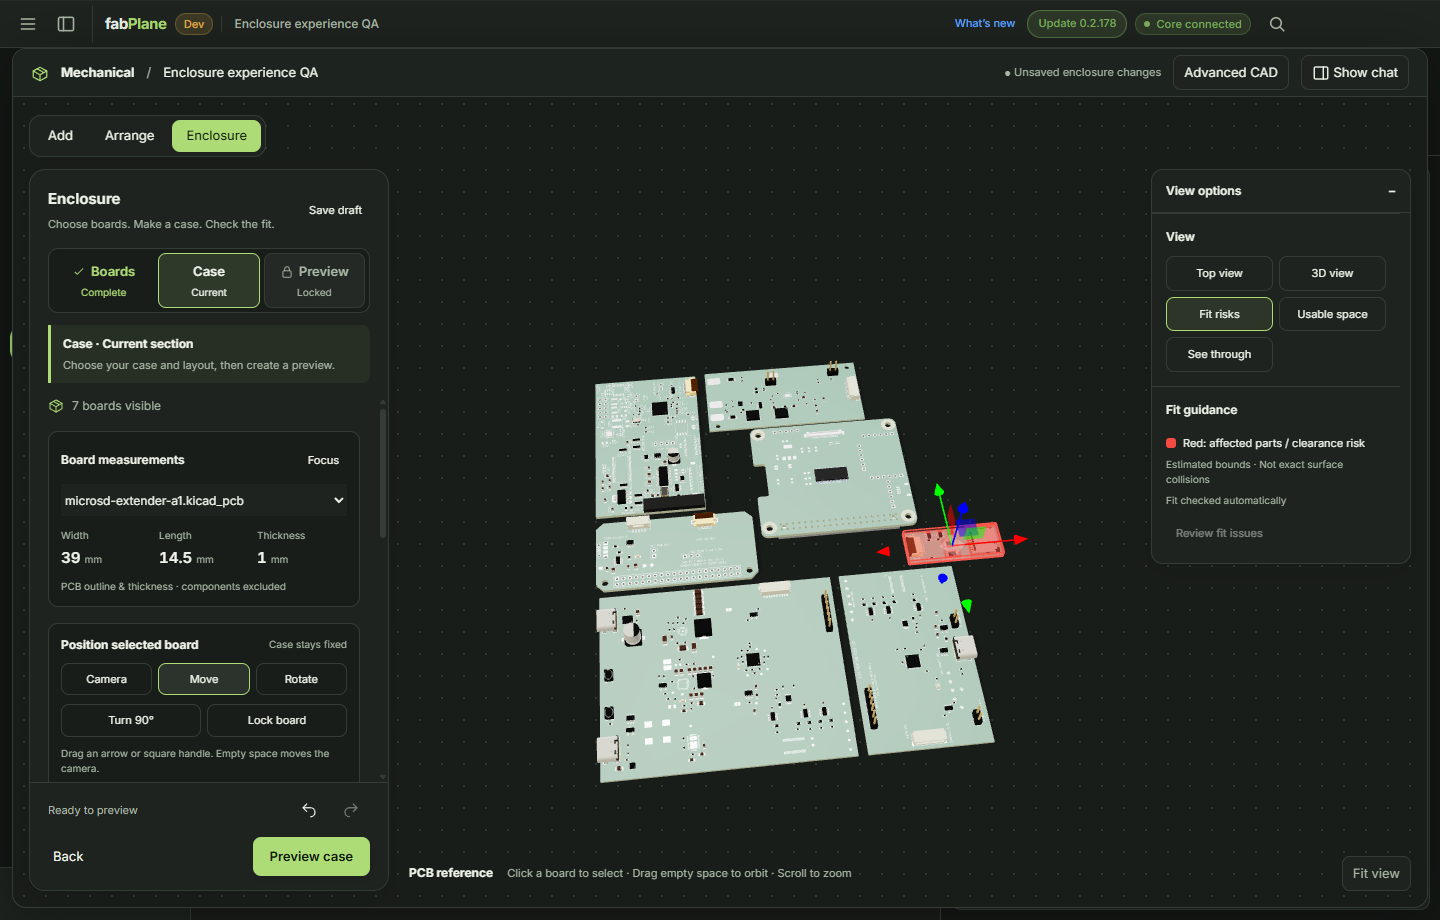 fabPlane
Dev
Enclosure experience QA
What's new
Update 0.2.178
Core connected
Mechanical / Enclosure experience QA
Unsaved enclosure changes
Advanced CAD
Show chat
Add
Arrange
Enclosure
Enclosure
Choose boards. Make a case. Check the fit.
Save draft
Boards
Complete
Case
Current
Preview
Locked
Case · Current section
Choose your case and layout, then create a preview.
7 boards visible
Board measurements
Focus
microsd-extender-a1.kicad_pcb
Width
Length
Thickness
39 mm
14.5 mm
1 mm
PCB outline & thickness · components excluded
Position selected board
Case stays fixed
Camera
Move
Rotate
Turn 90°
Lock board
Drag an arrow or square handle. Empty space moves the
camera.
Ready to preview
Back
Preview case
PCB reference
Click a board to select · Drag empty space to orbit · Scroll to zoom
View options
View
Top view
3D view
Fit risks
Usable space
See through
Fit guidance
Red: affected parts / clearance risk
Estimated bounds · Not exact surface
collisions
Fit checked automatically
Review fit issues
Fit view